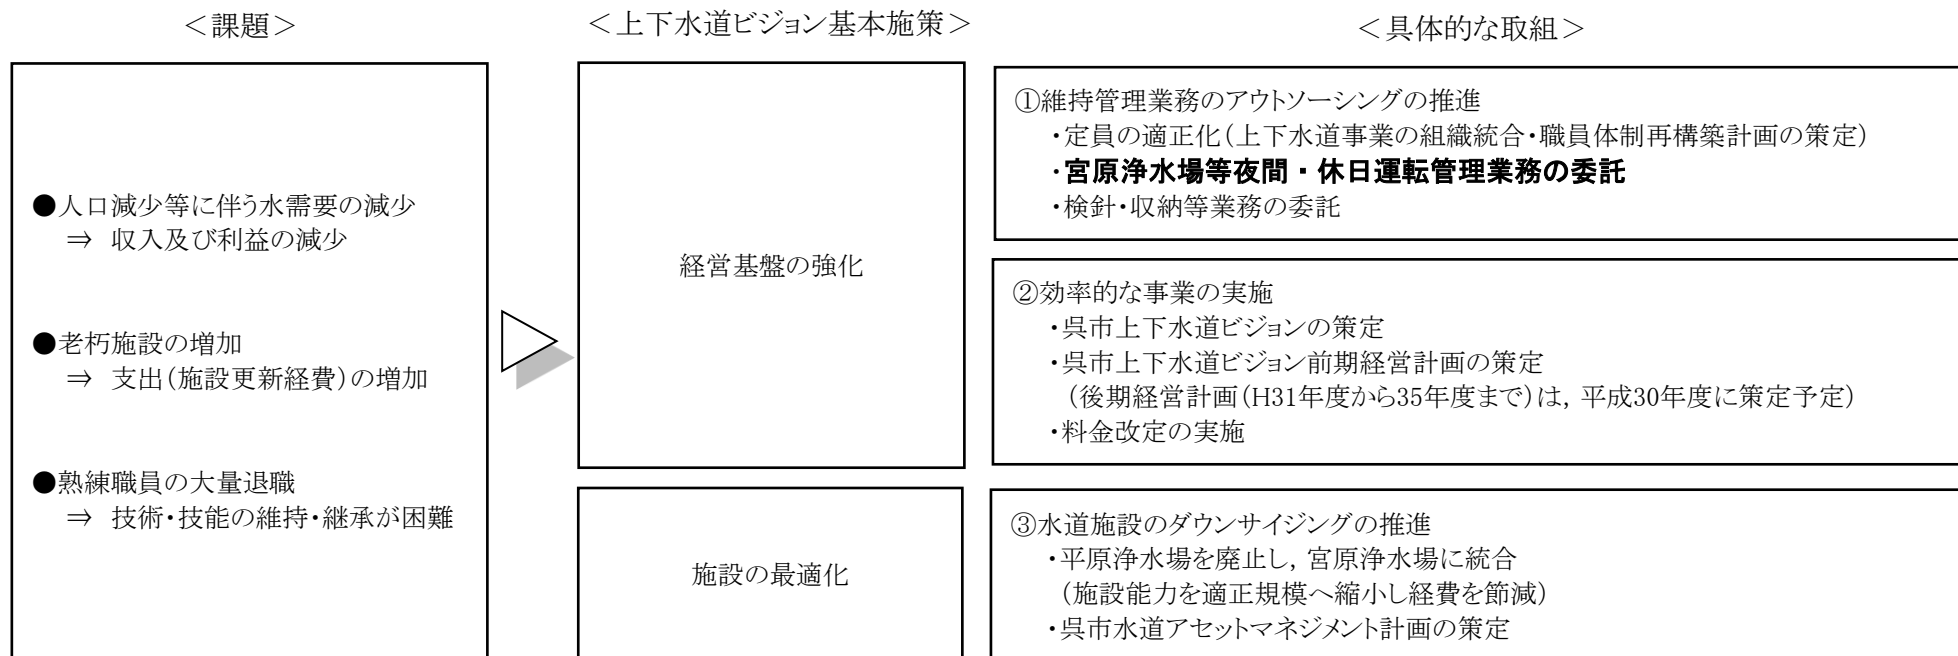 ＜課題＞
＜上下水道ビジョン基本施策＞
＜具体的な取組＞
●人口減少等に伴う水需要の減少
⇒ 収入及び利益の減少
●老朽施設の増加
⇒ 支出(施設更新経費)の増加
●熟練職員の大量退職
⇒ 技術・技能の維持・継承が困難
経営基盤の強化
施設の最適化
①維持管理業務のアウトソーシングの推進
・定員の適正化(上下水道事業の組織統合・職員体制再構築計画の策定)
・宮原浄水場等夜間・休日運転管理業務の委託
・検針・収納等業務の委託
②効率的な事業の実施
・呉市上下水道ビジョンの策定
・呉市上下水道ビジョン前期経営計画の策定
(後期経営計画(H31年度から35年度まで)は，平成30年度に策定予定)
・料金改定の実施
③水道施設のダウンサイジングの推進
・平原浄水場を廃止し，宮原浄水場に統合
(施設能力を適正規模へ縮小し経費を節減)
・呉市水道アセットマネジメント計画の策定